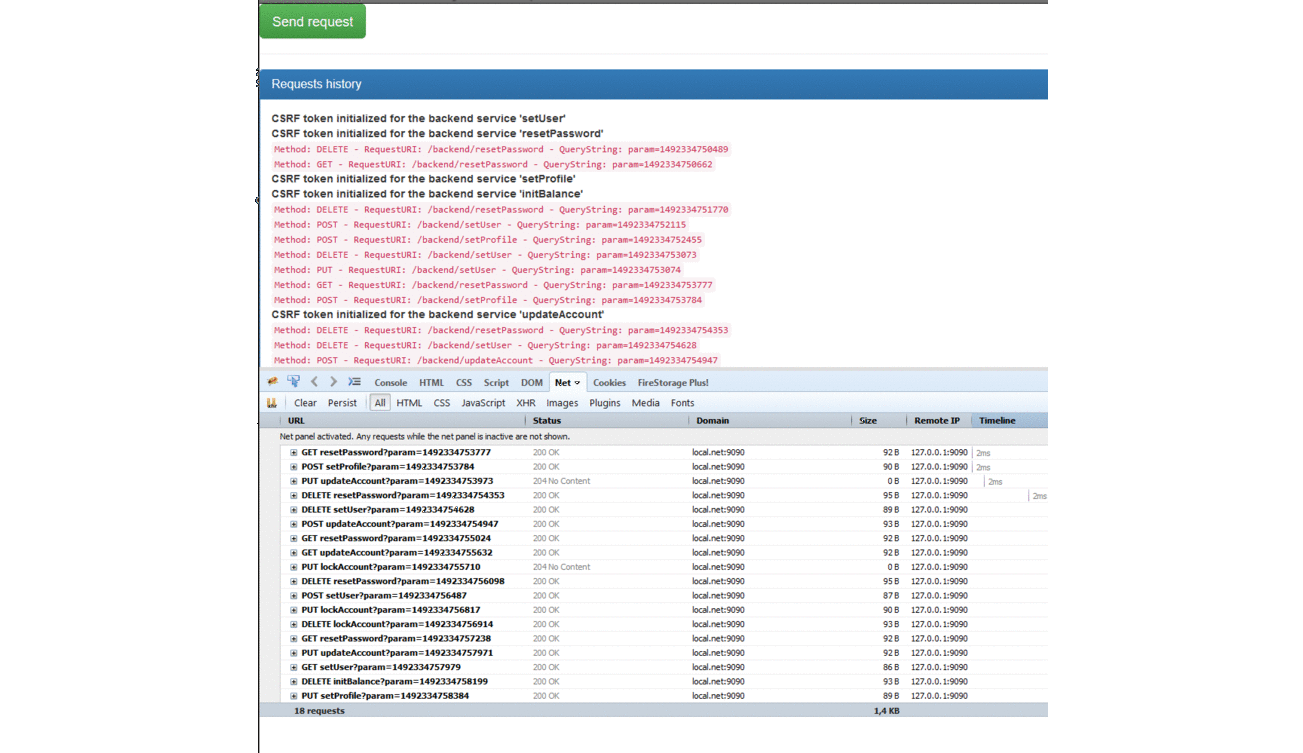 Send request
Requests history
CSRF token initialized for the backend service 'setUser'
CSRF token initialized for the backend service 'resetPassword'
Method: DELETE - RequestURI: /backend/resetPassword - QueryString: param=1492334750489
Method: GET - RequestURI: /backend/resetPassword - QueryString: param=1492334750662
CSRF token initialized for the backend service 'setProfile'
CSRF token initialized for the backend service 'initBalance'
Method: DELETE - RequestURI: /backend/resetPassword - QueryString: param=1492334751770
Method: POST - RequestURI: /backend/setUser - QueryString: param=1492334752115
Method: POST - RequestURI: /backend/setProfile - QueryString: param=1492334752455
Method: DELETE - RequestURI: /backend/setUser - QueryString: param=1492334753073
Method: PUT - RequestURI: /backend/setUser - QueryString: param=1492334753074
Method: GET - RequestURI: /backend/resetPassword - QueryString: param=1492334753777
Method: POST - RequestURI: /backend/setProfile - QueryString: param=1492334753784
CSRF token initialized for the backend service 'updateAccount'
Method: DELETE - RequestURI: /backend/resetPassword - QueryString: param=1492334754353
Method: DELETE - RequestURI: /backend/setUser - QueryString: param=1492334754628
Method: POST - RequestURI: /backend/updateAccount - QueryString: param=1492334754947
Console HTML CSS Script DOM Net Cookies FireStorage Plus!
Clear Persist All HTML CSS JavaScript XHR Images Plugins Media Fonts
URL Status Domain Size Remote IP Timeline
Net panel activated. Any requests while the net panel is inactive are not shown.
GET resetPassword?param=1492334753777 200 OK local.net:9090 92 B 127.0.0.1:9090 2ms
POST setProfile?param=1492334753784 200 OK local.net:9090 90 B 127.0.0.1:9090 2ms
PUT updateAccount?param=1492334753973 204 No Content local.net:9090 0 B 127.0.0.1:9090 2ms
DELETE resetPassword?param=1492334754353 200 OK local.net:9090 95 B 127.0.0.1:9090 2ms
DELETE setUser?param=1492334754628 200 OK local.net:9090 89 B 127.0.0.1:9090
POST updateAccount?param=1492334754947 200 OK local.net:9090 93 B 127.0.0.1:9090
GET resetPassword?param=1492334755024 200 OK local.net:9090 92 B 127.0.0.1:9090
GET updateAccount?param=1492334755632 200 OK local.net:9090 92 B 127.0.0.1:9090
PUT lockAccount?param=1492334755710 204 No Content local.net:9090 0 B 127.0.0.1:9090
DELETE resetPassword?param=1492334756098 200 OK local.net:9090 95 B 127.0.0.1:9090
POST setUser?param=1492334756487 200 OK local.net:9090 87 B 127.0.0.1:9090
PUT lockAccount?param=1492334756817 200 OK local.net:9090 90 B 127.0.0.1:9090
DELETE lockAccount?param=1492334756914 200 OK local.net:9090 93 B 127.0.0.1:9090
GET resetPassword?param=1492334757238 200 OK local.net:9090 92 B 127.0.0.1:9090
PUT updateAccount?param=1492334757971 200 OK local.net:9090 92 B 127.0.0.1:9090
GET setUser?param=1492334757979 200 OK local.net:9090 86 B 127.0.0.1:9090
DELETE initBalance?param=1492334758199 200 OK local.net:9090 93 B 127.0.0.1:9090
PUT setProfile?param=1492334758384 200 OK local.net:9090 89 B 127.0.0.1:9090
18 requests 1,4 KB